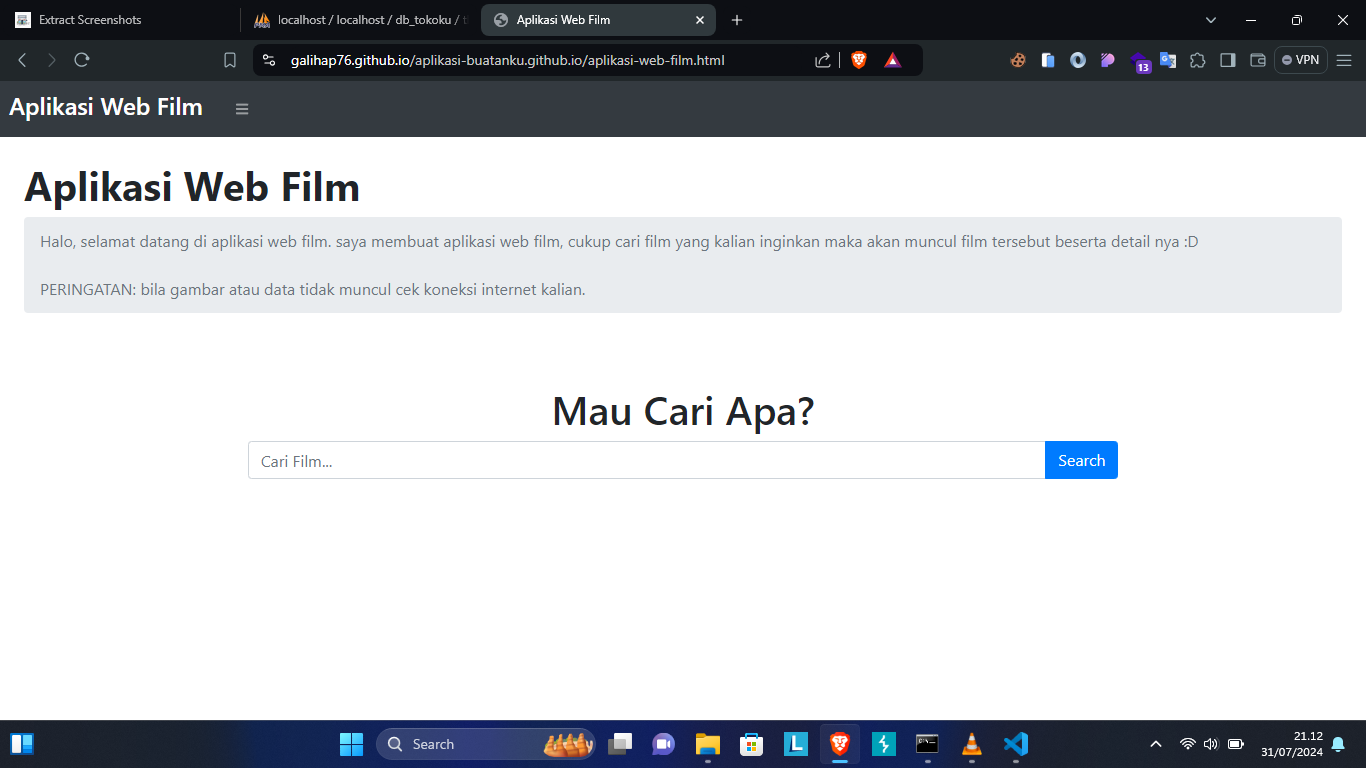 Extract Screenshots
localhost / localhost / db_tokoku / t
Aplikasi Web Film
galihap76.github.io/aplikasi-buatanku.github.io/aplikasi-web-film.html
13
VPN
Aplikasi Web Film
Aplikasi Web Film
Halo, selamat datang di aplikasi web film. saya membuat aplikasi web film, cukup cari film yang kalian inginkan maka akan muncul film tersebut beserta detail nya :D
PERINGATAN: bila gambar atau data tidak muncul cek koneksi internet kalian.
Mau Cari Apa?
Cari Film...
Search
Search
L
21.12
31/07/2024